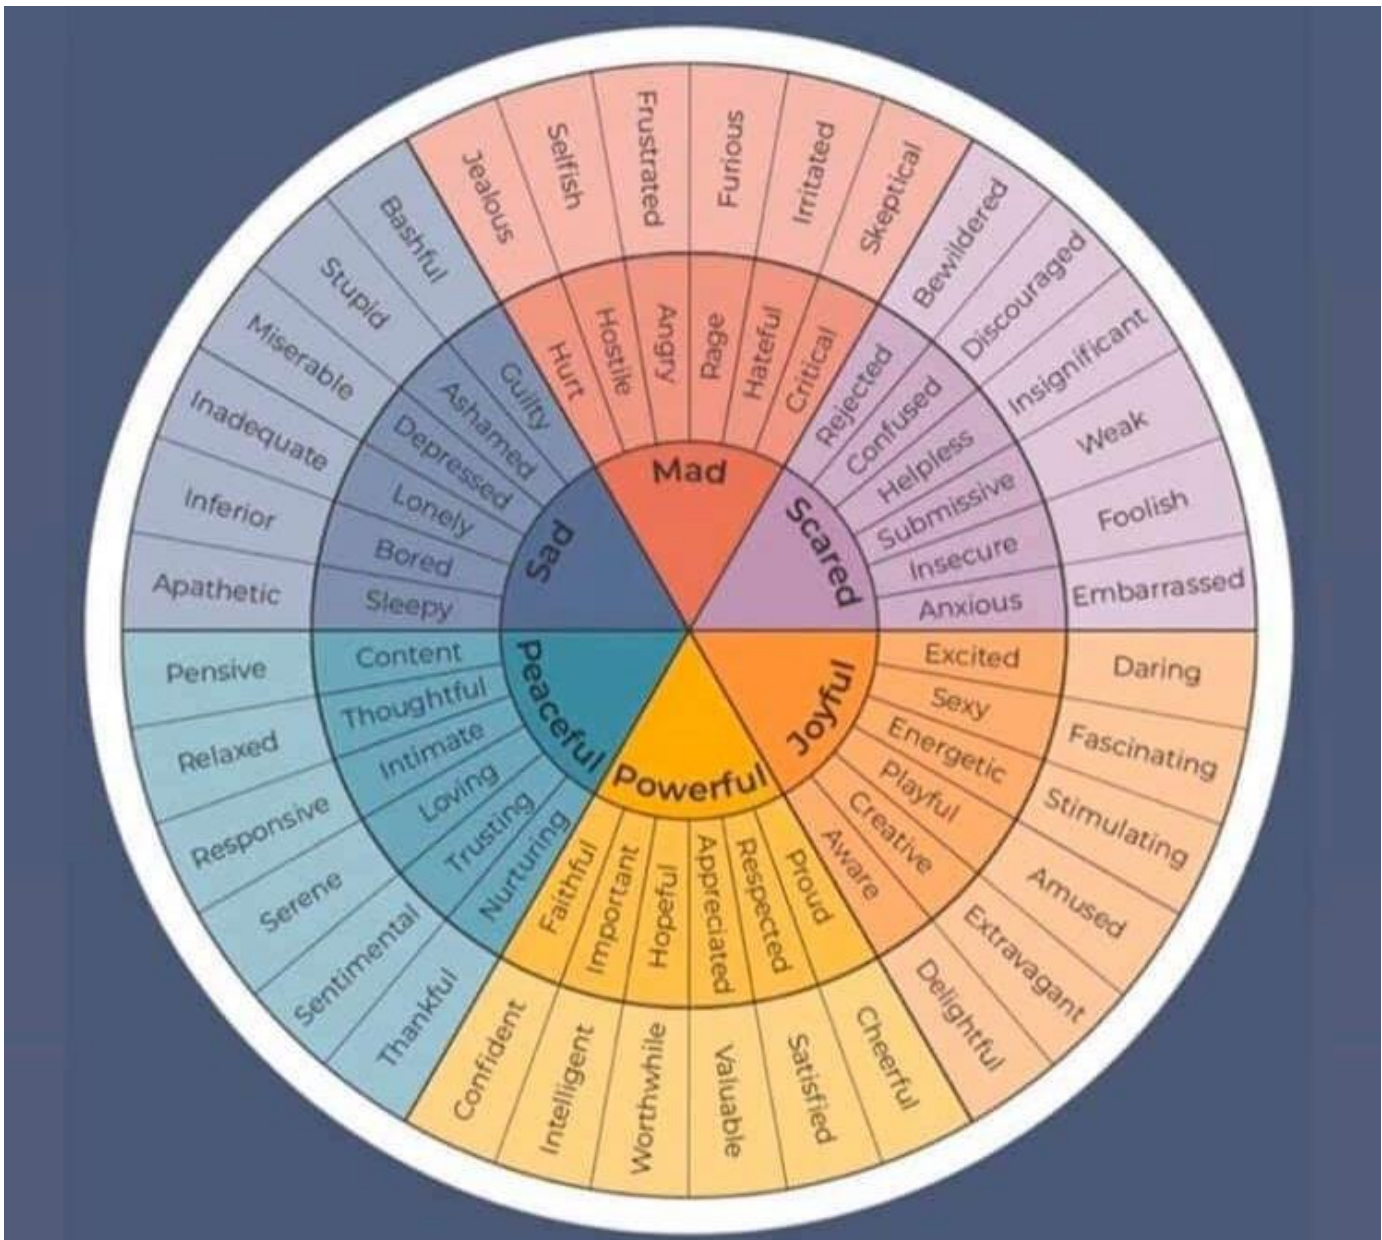 Mad
Hurt
Hostile
Angry
Rage
Hateful
Critical
Jealous
Selfish
Frustrated
Furious
Irritated
Skeptical
Scared
Rejected
Confused
Helpless
Submissive
Insecure
Anxious
Bewildered
Discouraged
Insignificant
Weak
Foolish
Embarrassed
Joyful
Excited
Sexy
Energetic
Playful
Creative
Aware
Daring
Fascinating
Stimulating
Amused
Extravagant
Delightful
Powerful
Proud
Respected
Appreciated
Hopeful
Important
Faithful
Cheerful
Satisfied
Valuable
Worthwhile
Intelligent
Confident
Peaceful
Nurturing
Trusting
Loving
Intimate
Thoughtful
Content
Thankful
Sentimental
Serene
Responsive
Relaxed
Pensive
Sad
Sleepy
Bored
Lonely
Depressed
Ashamed
Guilty
Apathetic
Inferior
Inadequate
Miserable
Stupid
Bashful